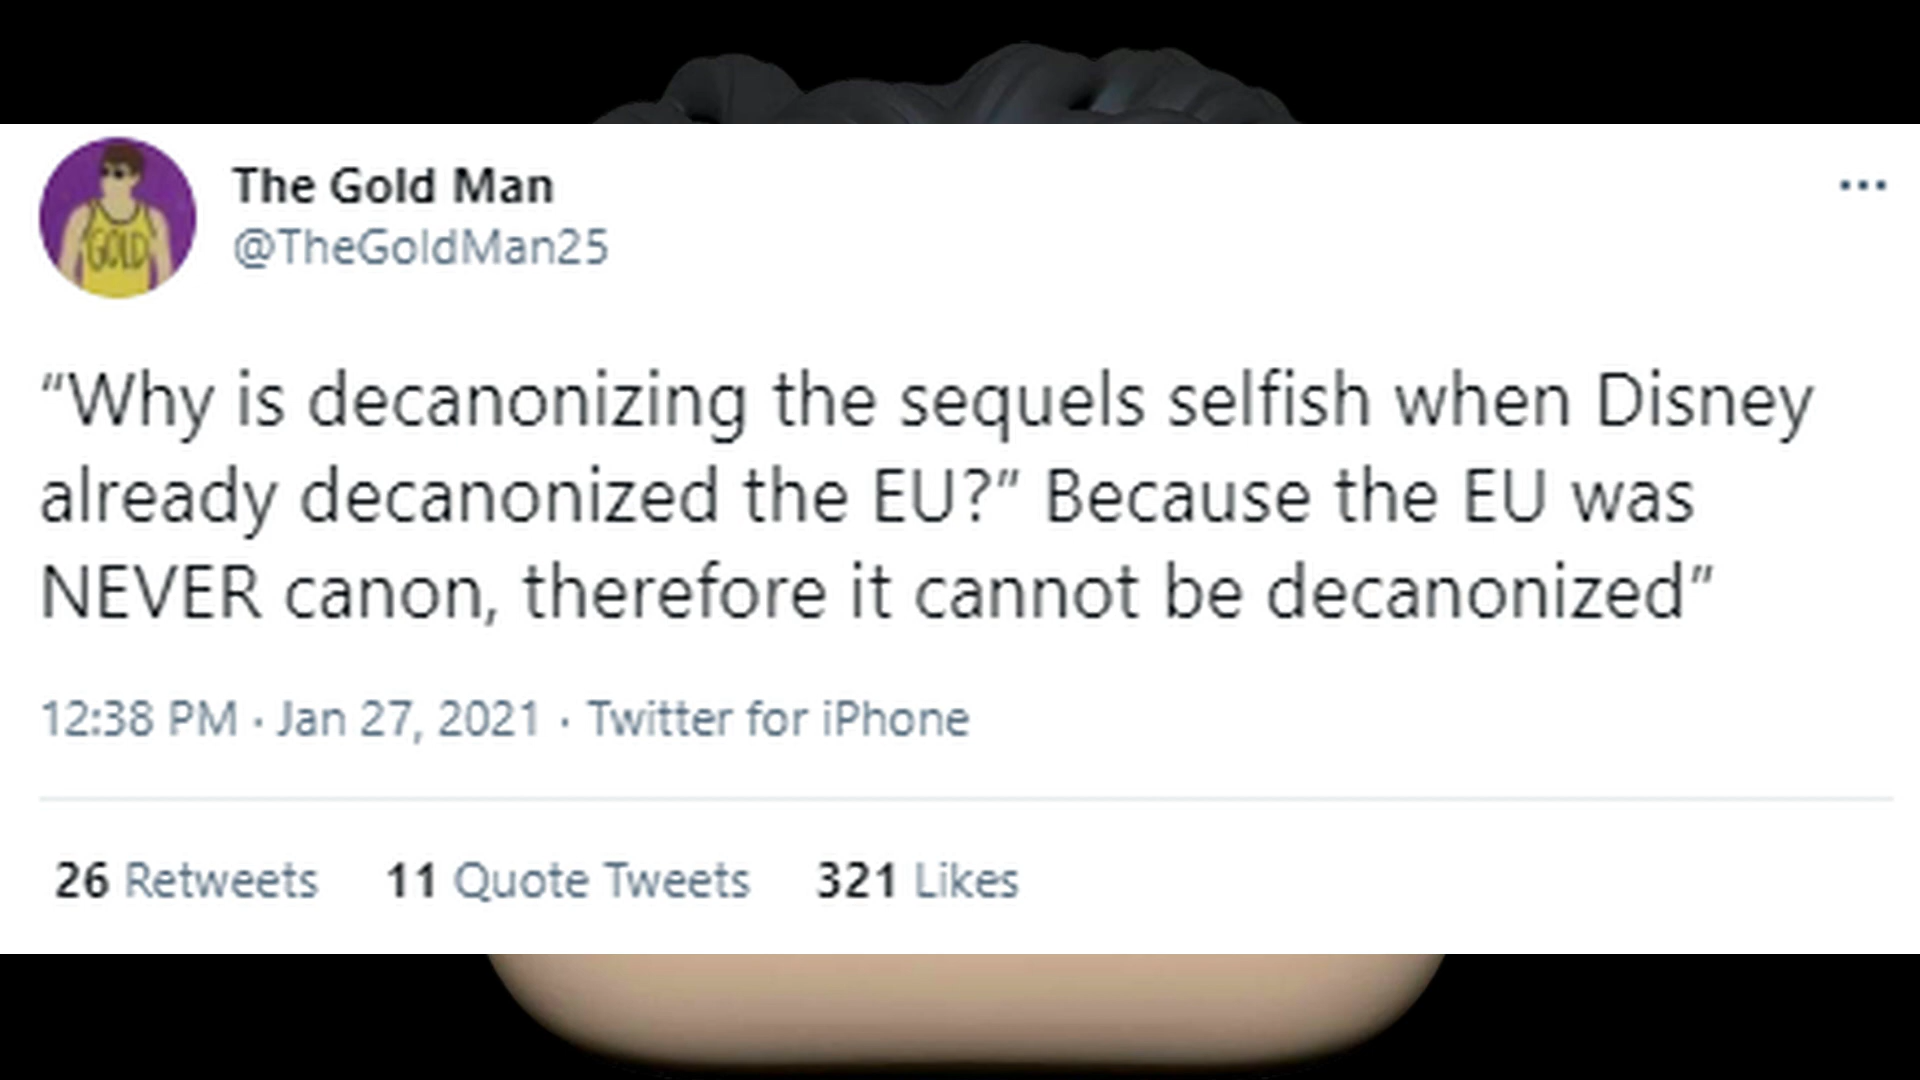 The Gold Man
@TheGoldMan25
GOLD
“Why is decanonizing the sequels selfish when Disney
already decanonized the EU?” Because the EU was
NEVER canon, therefore it cannot be decanonized”
12:38 PM · Jan 27, 2021 · Twitter for iPhone
26 Retweets 11 Quote Tweets 321 Likes